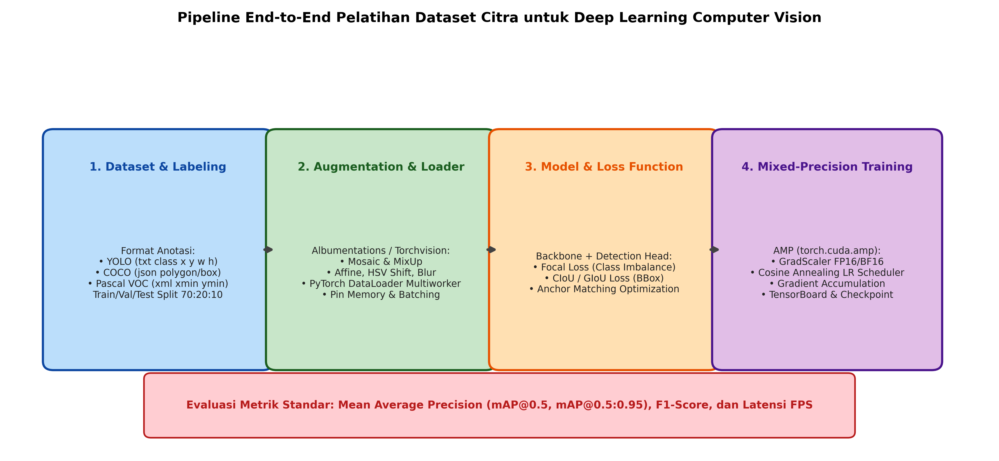 Pipeline End-to-End Pelatihan Dataset Citra untuk Deep Learning Computer Vision
1. Dataset & Labeling
Format Anotasi:
• YOLO (txt class x y w h)
• COCO (json polygon/box)
• Pascal VOC (xml xmin ymin)
Train/Val/Test Split 70:20:10
2. Augmentation & Loader
Albumentations / Torchvision:
• Mosaic & MixUp
• Affine, HSV Shift, Blur
• PyTorch DataLoader Multiworker
• Pin Memory & Batching
3. Model & Loss Function
Backbone + Detection Head:
• Focal Loss (Class Imbalance)
• CIoU / GIoU Loss (BBox)
• Anchor Matching Optimization
4. Mixed-Precision Training
AMP (torch.cuda.amp):
• GradScaler FP16/BF16
• Cosine Annealing LR Scheduler
• Gradient Accumulation
• TensorBoard & Checkpoint
Evaluasi Metrik Standar: Mean Average Precision (mAP@0.5, mAP@0.5:0.95), F1-Score, dan Latensi FPS